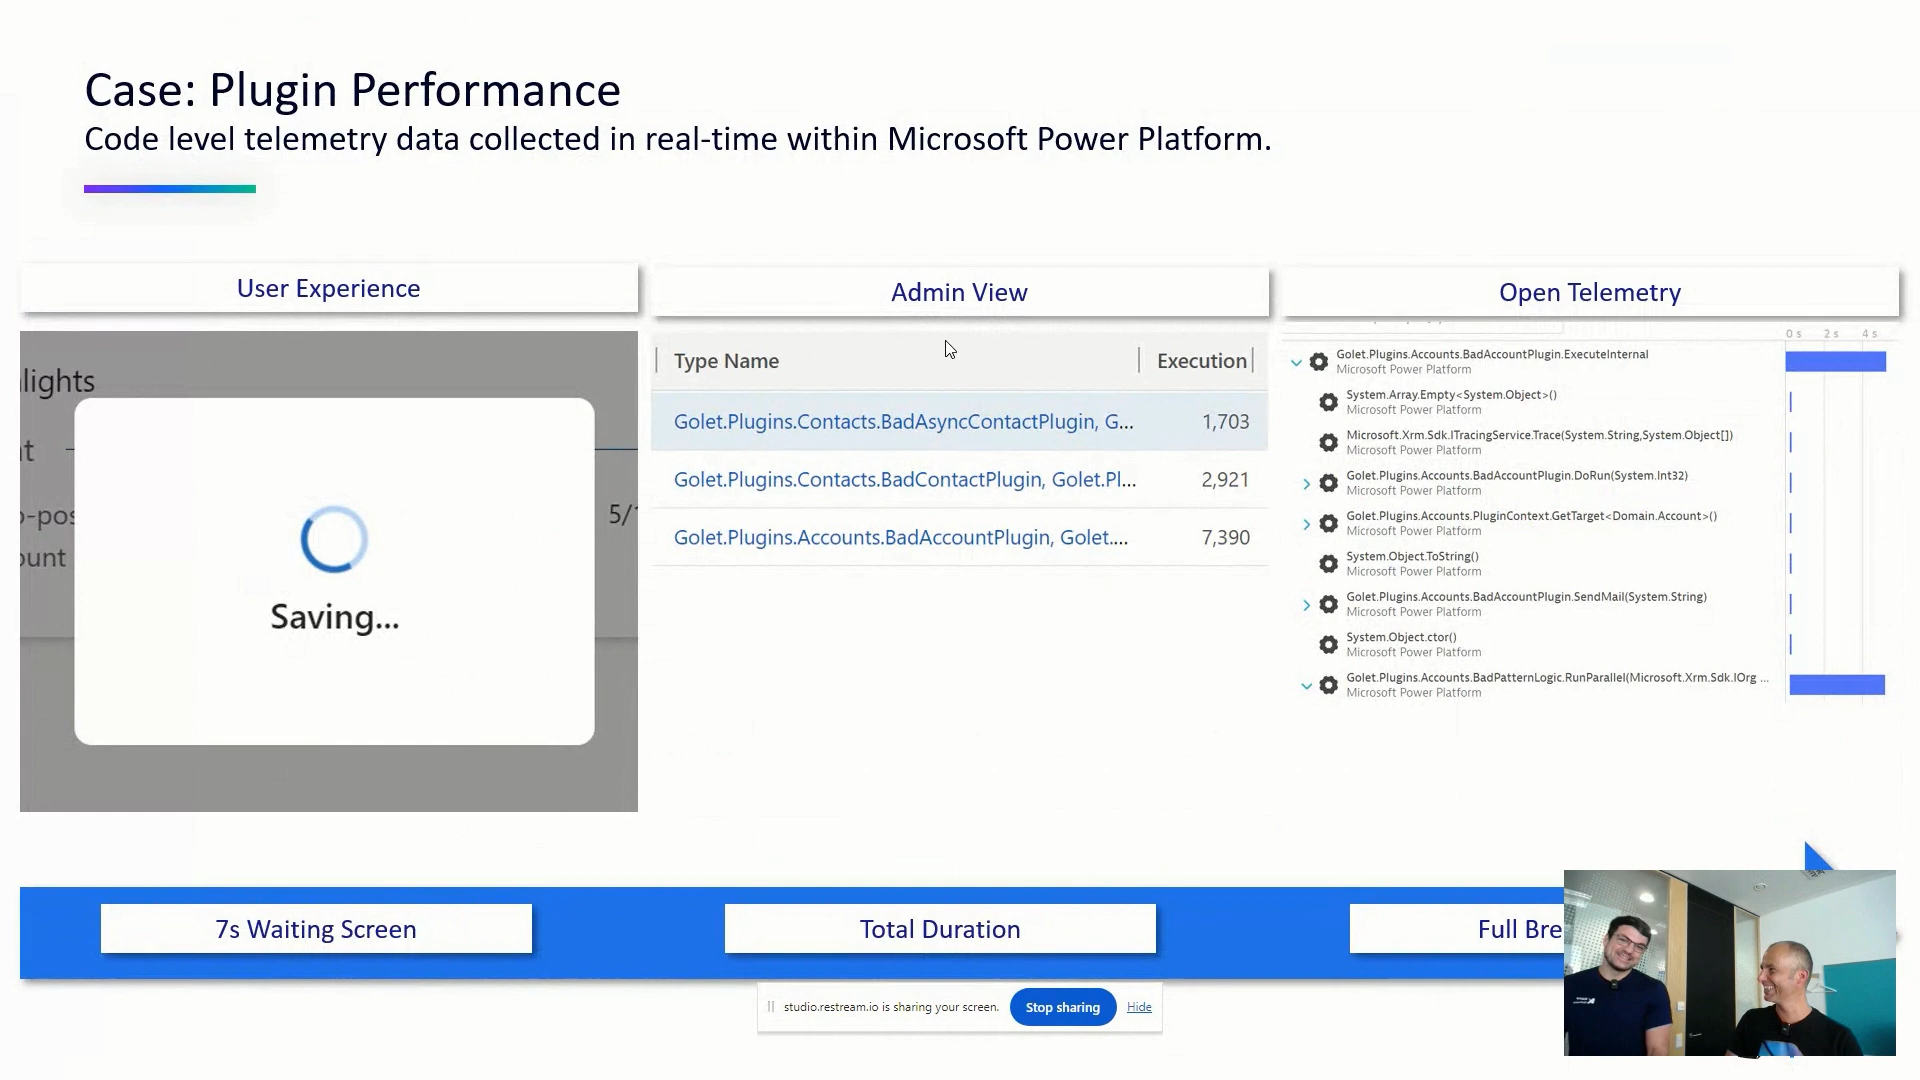 Case: Plugin Performance
Code level telemetry data collected in real-time within Microsoft Power Platform.
User Experience
lights
t
o-pos
5/1
ount
Saving...
Admin View
Type Name
Execution
Golet.Plugins.Contacts.BadAsyncContactPlugin, G...
1,703
Golet.Plugins.Contacts.BadContactPlugin, Golet.Pl...
2,921
Golet.Plugins.Accounts.BadAccountPlugin, Golet....
7,390
Open Telemetry
0 s 2 s 4 s
Golet.Plugins.Accounts.BadAccountPlugin.ExecuteInternal
Microsoft Power Platform
System.Array.Empty<System.Object>()
Microsoft Power Platform
Microsoft.Xrm.Sdk.ITracingService.Trace(System.String,System.Object[])
Microsoft Power Platform
Golet.Plugins.Accounts.BadAccountPlugin.DoRun(System.Int32)
Microsoft Power Platform
Golet.Plugins.Accounts.PluginContext.GetTarget<Domain.Account>()
Microsoft Power Platform
System.Object.ToString()
Microsoft Power Platform
Golet.Plugins.Accounts.BadAccountPlugin.SendMail(System.String)
Microsoft Power Platform
System.Object.ctor()
Microsoft Power Platform
Golet.Plugins.Accounts.BadPatternLogic.RunParallel(Microsoft.Xrm.Sdk.IOrg ...
Microsoft Power Platform
7s Waiting Screen
Total Duration
Full Bre
studio.restream.io is sharing your screen.
Stop sharing
Hide